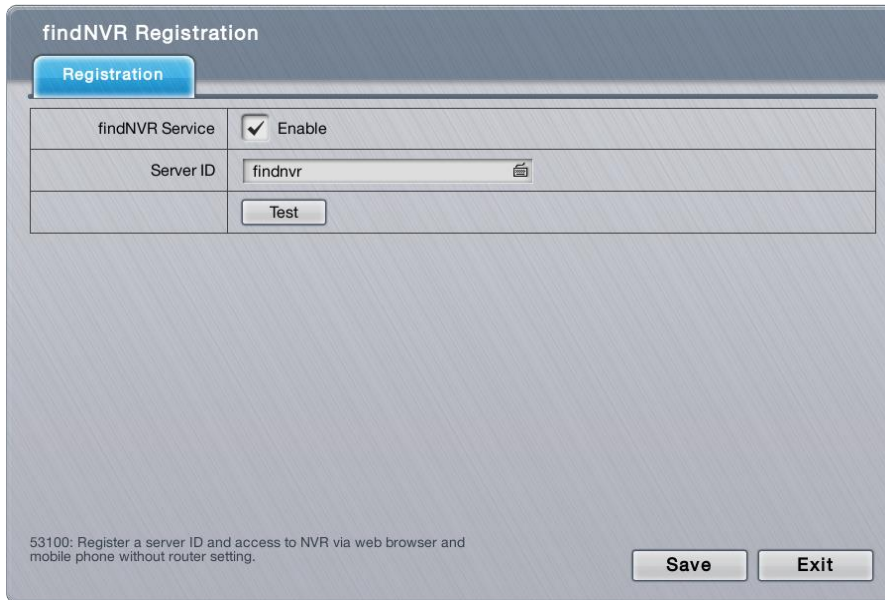 findNVR Registration
Registration
findNVR Service
Enable
Server ID
findnvr
Test
53100: Register a server ID and access to NVR via web browser and
mobile phone without router setting.
Save
Exit